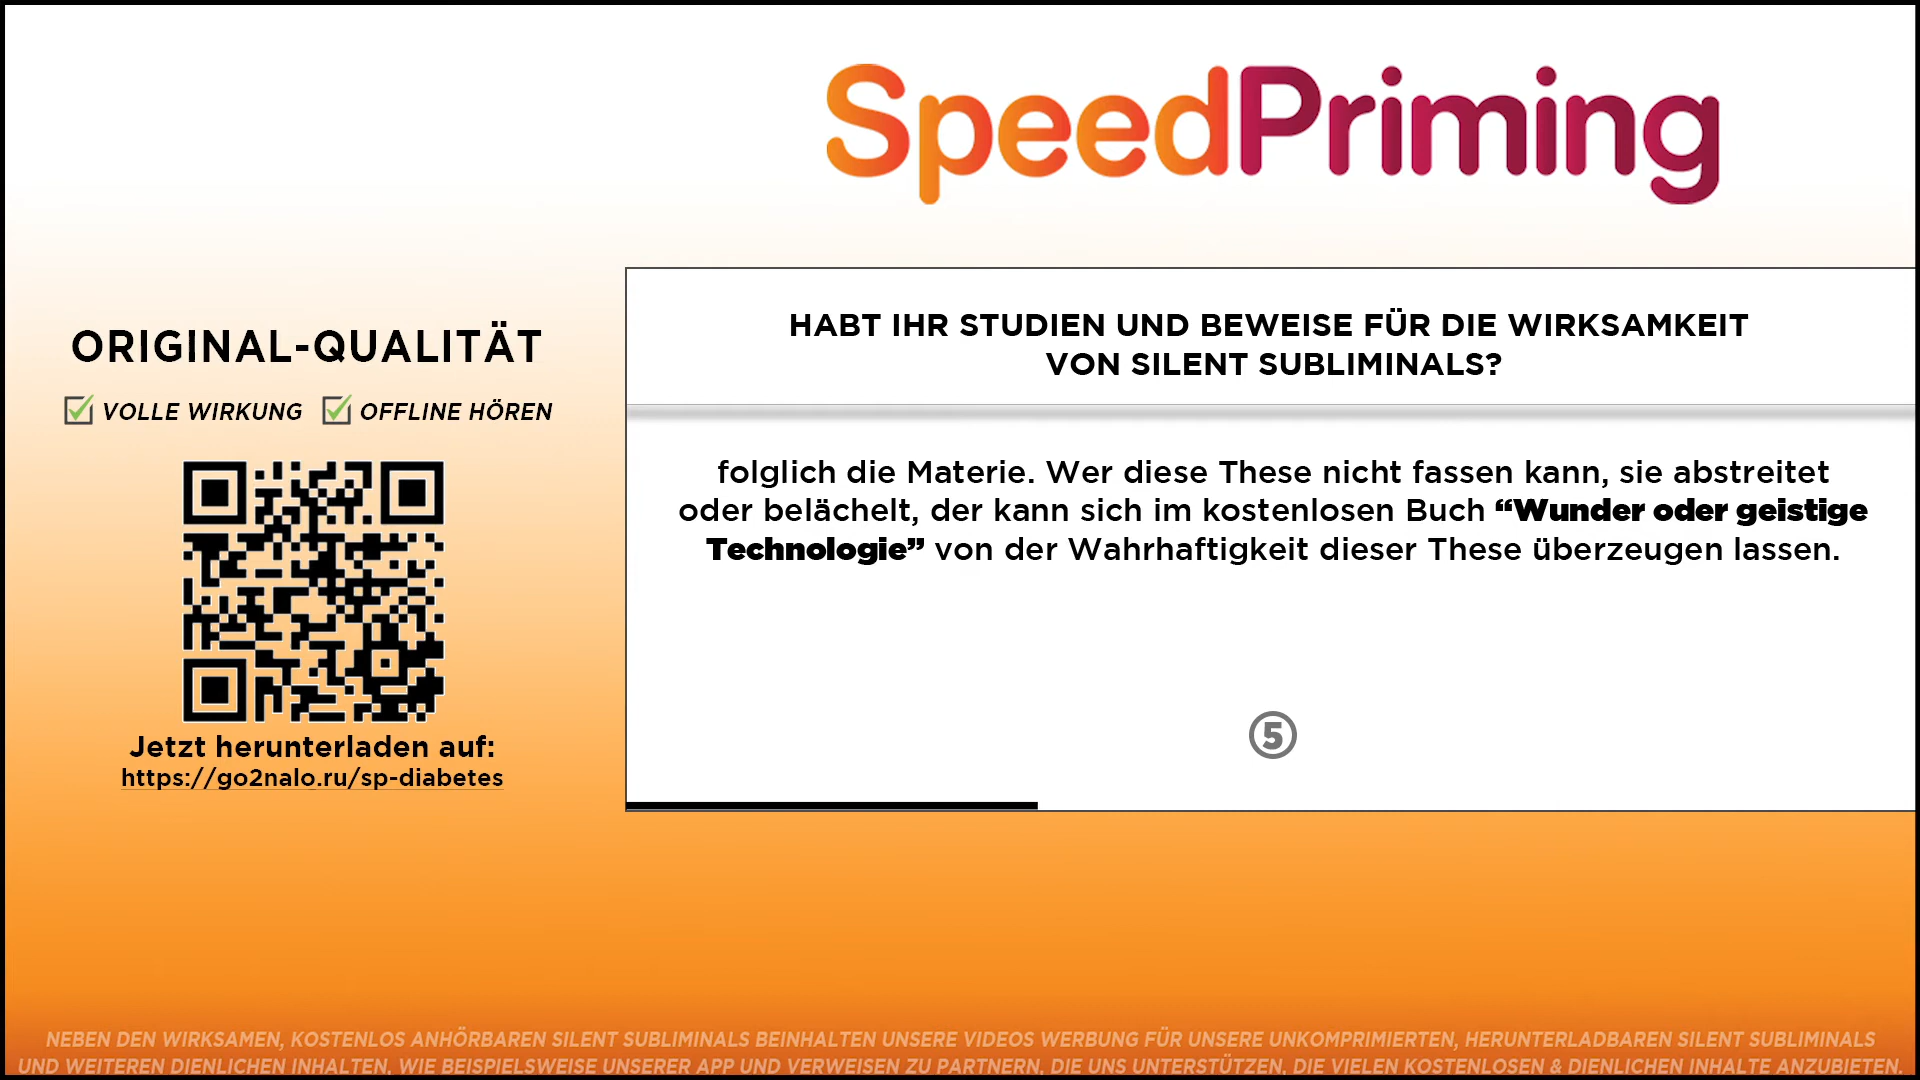 SpeedPriming
ORIGINAL-QUALITÄT
VOLLE WIRKUNG OFFLINE HÖREN
Jetzt herunterladen auf:
https://go2nalo.ru/sp-diabetes
HABT IHR STUDIEN UND BEWEISE FÜR DIE WIRKSAMKEIT
VON SILENT SUBLIMINALS?
folglich die Materie. Wer diese These nicht fassen kann, sie abstreitet
oder belächelt, der kann sich im kostenlosen Buch “Wunder oder geistige
Technologie” von der Wahrhaftigkeit dieser These überzeugen lassen.
5
NEBEN DEN WIRKSAMEN, KOSTENLOS ANHÖRBAREN SILENT SUBLIMINALS BEINHALTEN UNSERE VIDEOS WERBUNG FÜR UNSERE UNKOMPRIMIERTEN, HERUNTERLADBAREN SILENT SUBLIMINALS
UND WEITEREN DIENLICHEN INHALTEN, WIE BEISPIELSWEISE UNSERER APP UND VERWEISEN ZU PARTNERN, DIE UNS UNTERSTÜTZEN, DIE VIELEN KOSTENLOSEN & DIENLICHEN INHALTE ANZUBIETEN.